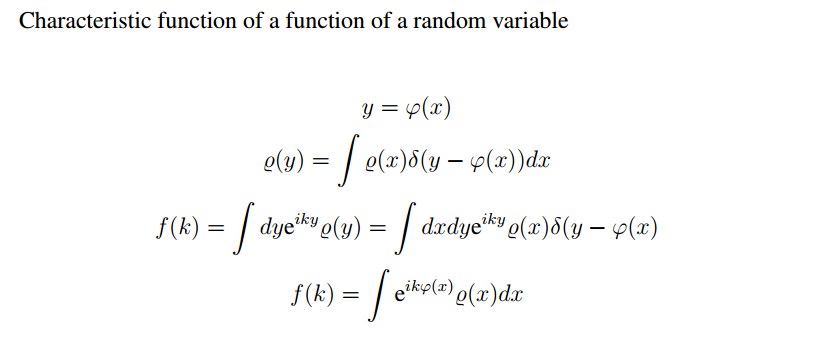 Characteristic function of a function of a random variable
y = φ(x)
ϱ(y) = ∫ ϱ(x)δ(y − φ(x))dx
f(k) = ∫ dye^{iky}ϱ(y) = ∫ dxdye^{iky}ϱ(x)δ(y − φ(x)
f(k) = ∫ e^{ikφ(x)}ϱ(x)dx